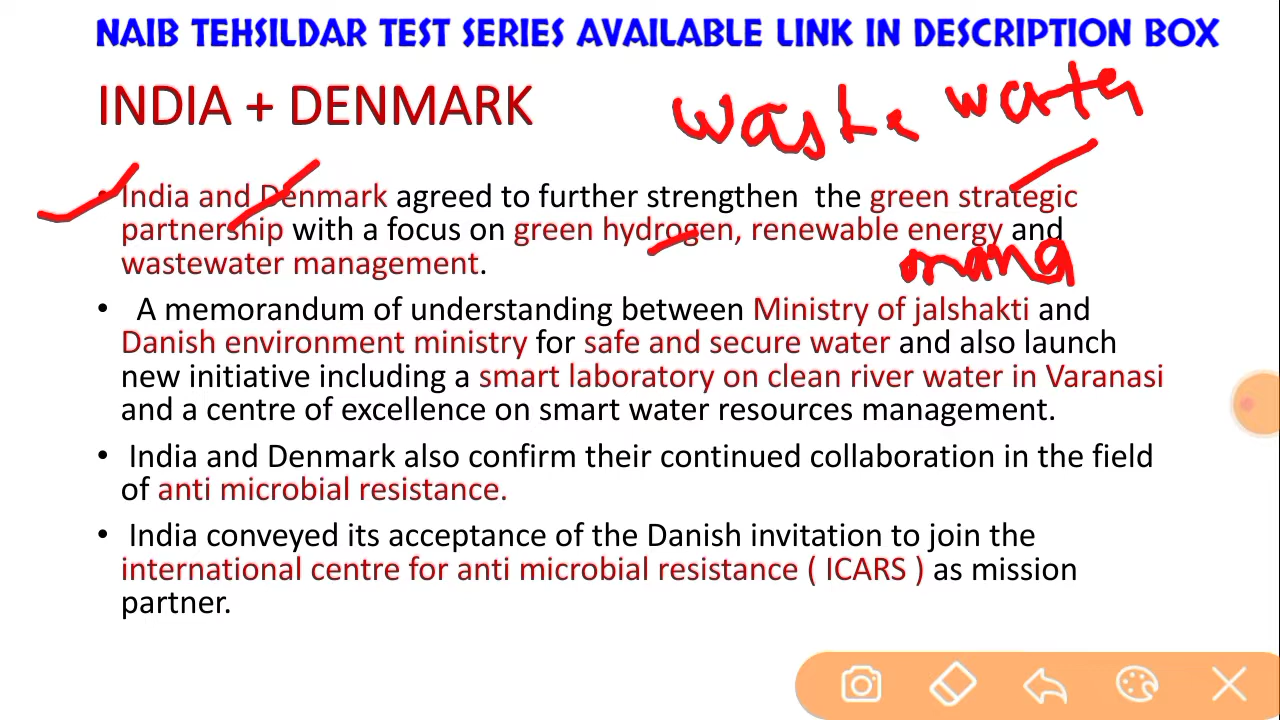 NAIB TEHSILDAR TEST SERIES AVAILABLE LINK IN DESCRIPTION BOX
INDIA + DENMARK
waste water
• India and Denmark agreed to further strengthen the green strategic
partnership with a focus on green hydrogen, renewable energy and
wastewater management.
manag
• A memorandum of understanding between Ministry of jalshakti and
Danish environment ministry for safe and secure water and also launch
new initiative including a smart laboratory on clean river water in Varanasi
and a centre of excellence on smart water resources management.
• India and Denmark also confirm their continued collaboration in the field
of anti microbial resistance.
• India conveyed its acceptance of the Danish invitation to join the
international centre for anti microbial resistance ( ICARS ) as mission
partner.